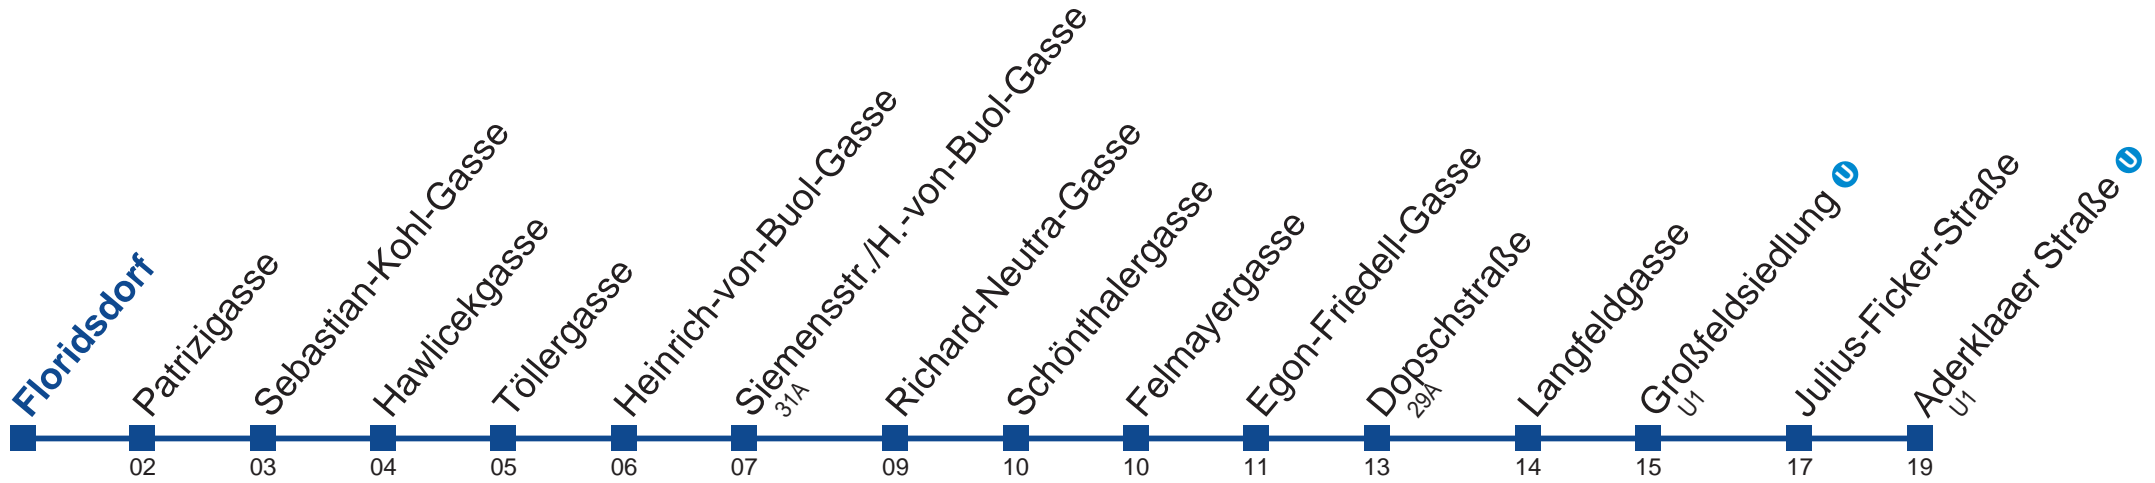 Floridsdorf
Patrizigasse
Sebastian-Kohl-Gasse
Hawlicekgasse
Töllergasse
Heinrich-von-Buol-Gasse
Siemensstr./H.-von-Buol-Gasse
31A
Richard-Neutra-Gasse
Schönthalergasse
Felmayergasse
Egon-Friedell-Gasse
Dopschstraße
29A
Langfeldgasse
Großfeldsiedlung U
U1
Julius-Ficker-Straße
Aderklaaer Straße U
U1
02 03 04 05 06 07 09 10 10 11 13 14 15 17 19